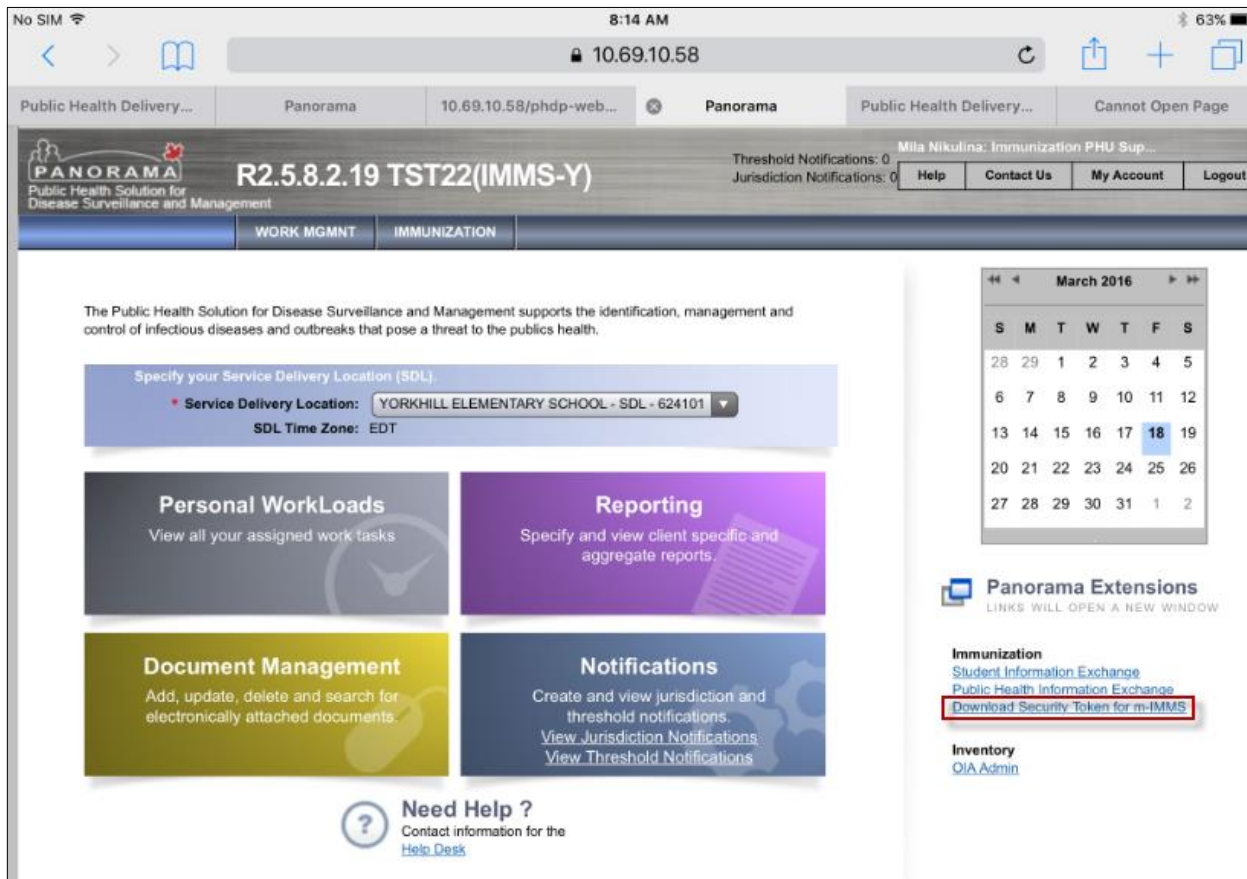 No SIM
8:14 AM
63%
10.69.10.58
Public Health Delivery...
Panorama
10.69.10.58/phdp-web...
Panorama
Public Health Delivery...
Cannot Open Page
PANORAMA
Public Health Solution for
Disease Surveillance and Management
R2.5.8.2.19 TST22(IMMS-Y)
Threshold Notifications: 0
Jurisdiction Notifications: 0
Mila Nikulina: Immunization PHU Sup...
Help
Contact Us
My Account
Logout
WORK MGMNT
IMMUNIZATION
The Public Health Solution for Disease Surveillance and Management supports the identification, management and
control of infectious diseases and outbreaks that pose a threat to the publics health.
Specify your Service Delivery Location (SDL).
* Service Delivery Location: YORKHILL ELEMENTARY SCHOOL - SDL - 624101
SDL Time Zone: EDT
Personal WorkLoads
View all your assigned work tasks
Reporting
Specify and view client specific and
aggregate reports.
Document Management
Add, update, delete and search for
electronically attached documents.
Notifications
Create and view jurisdiction and
threshold notifications.
View Jurisdiction Notifications
View Threshold Notifications
Need Help ?
Contact information for the
Help Desk
March 2016
S M T W T F S
28 29 1 2 3 4 5
6 7 8 9 10 11 12
13 14 15 16 17 18 19
20 21 22 23 24 25 26
27 28 29 30 31 1 2
Panorama Extensions
LINKS WILL OPEN A NEW WINDOW
Immunization
Student Information Exchange
Public Health Information Exchange
Download Security Token for m-IMMS
Inventory
OIA Admin